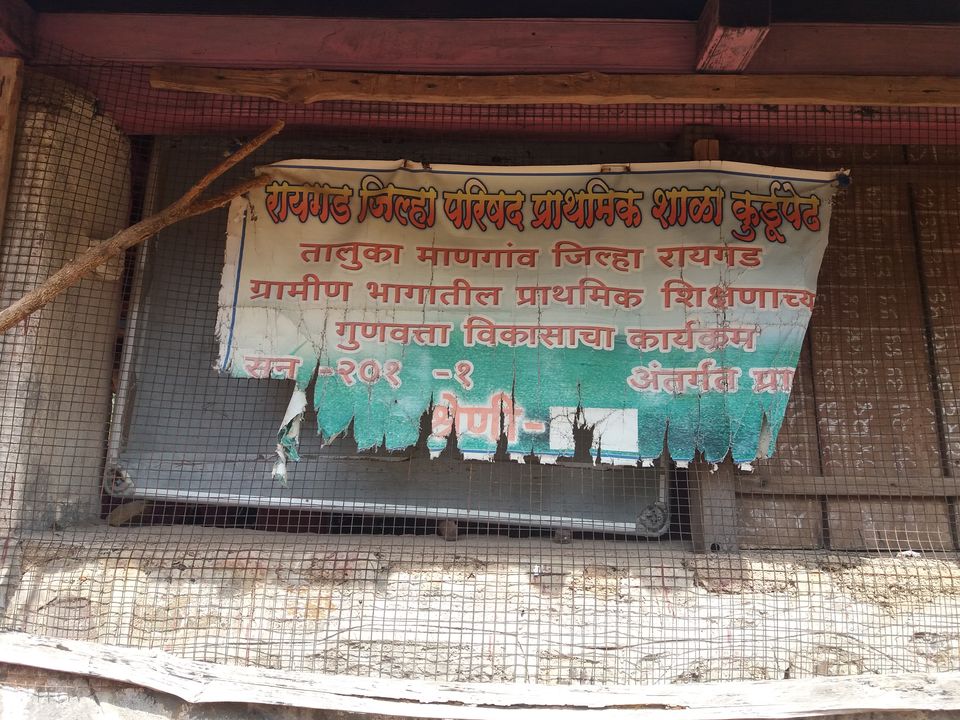 रायगड जिल्हा परिषद प्राथमिक शाळा कुर्डूपेठ
तालुका माणगांव जिल्हा रायगड
ग्रामीण भागातील प्राथमिक शिक्षणाच्य
गुणवत्ता विकासाचा कार्यक्रम
सन -२०१ -१ अंतर्गत प्रा
श्रेणी-